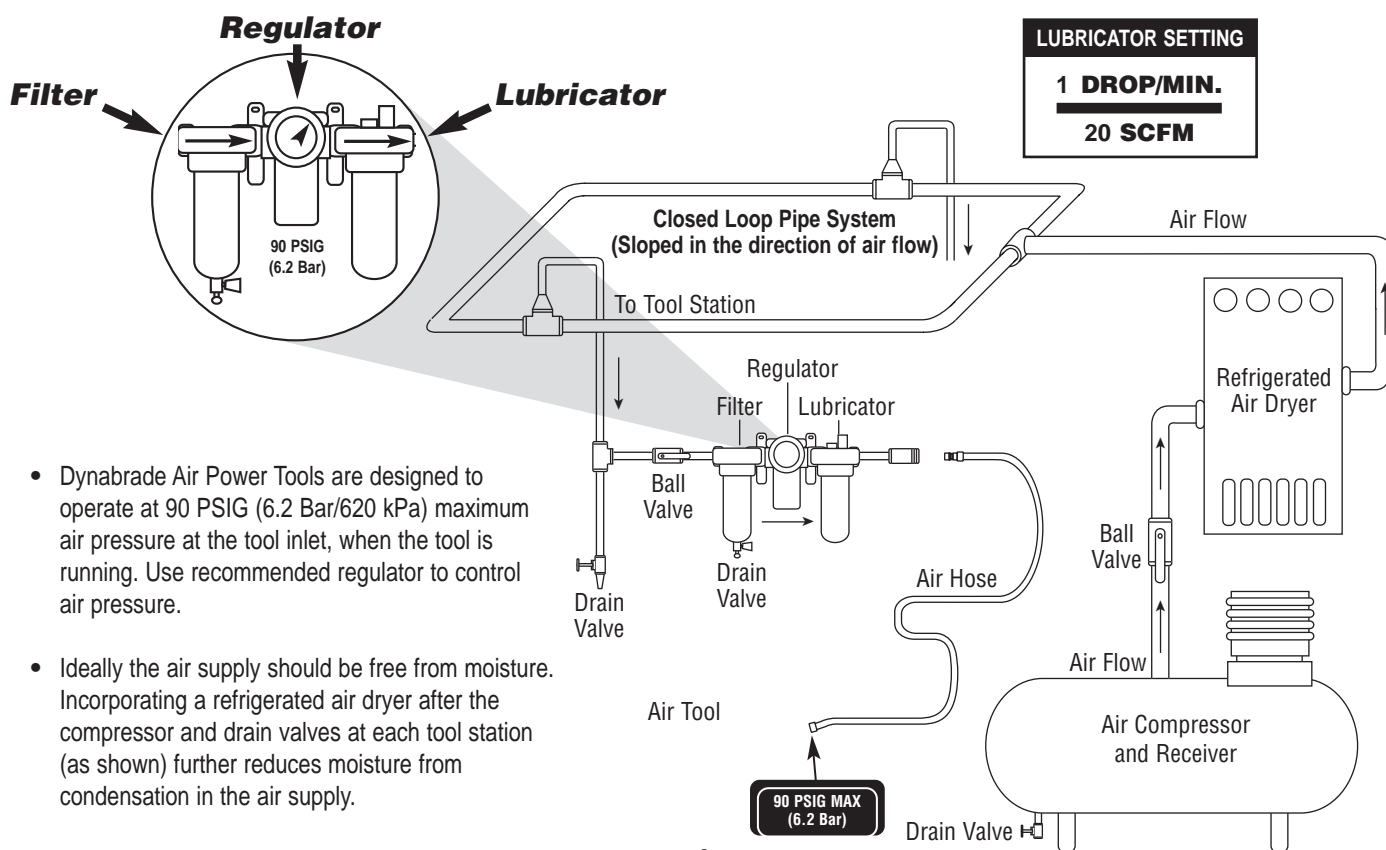 Regulator
Filter
Lubricator
90 PSIG
(6.2 Bar)
LUBRICATOR SETTING
1 DROP/MIN.
20 SCFM
Closed Loop Pipe System
(Sloped in the direction of air flow)
Air Flow
To Tool Station
Refrigerated
Air Dryer
Regulator
Filter
Lubricator
Ball
Valve
Drain
Valve
Drain
Valve
Air Hose
Ball
Valve
Air Flow
Air Compressor
and Receiver
Air Tool
90 PSIG MAX
(6.2 Bar)
Drain Valve
• Dynabrade Air Power Tools are designed to
operate at 90 PSIG (6.2 Bar/620 kPa) maximum
air pressure at the tool inlet, when the tool is
running. Use recommended regulator to control
air pressure.
• Ideally the air supply should be free from moisture.
Incorporating a refrigerated air dryer after the
compressor and drain valves at each tool station
(as shown) further reduces moisture from
condensation in the air supply.